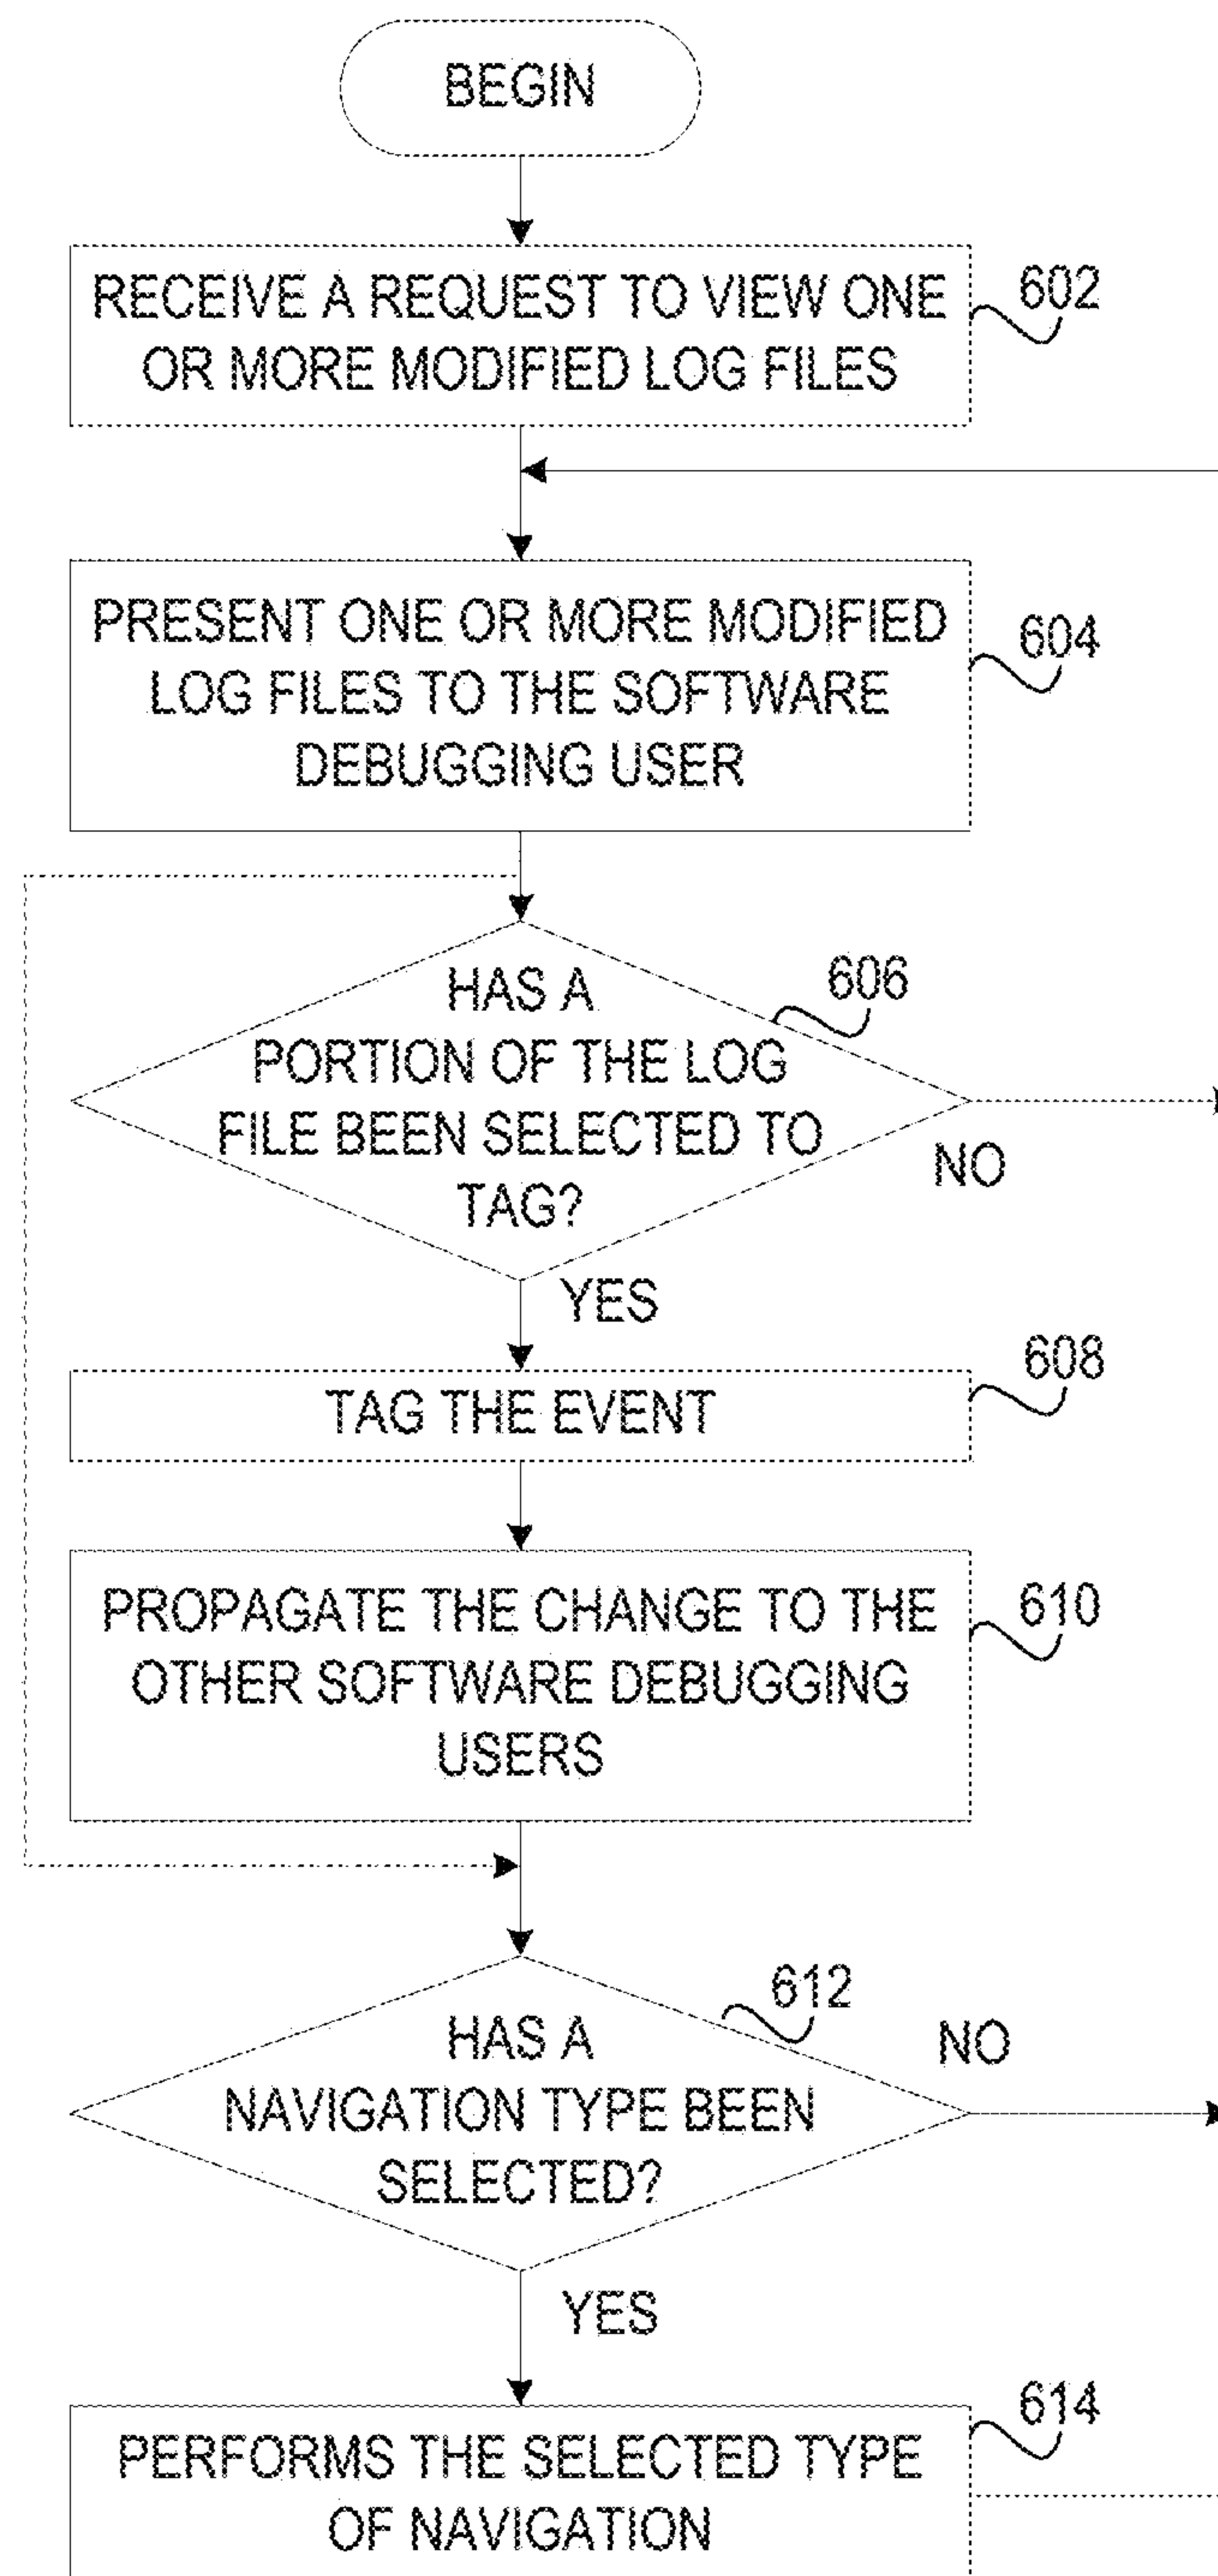 BEGIN
RECEIVE A REQUEST TO VIEW ONE
OR MORE MODIFIED LOG FILES
602
PRESENT ONE OR MORE MODIFIED
LOG FILES TO THE SOFTWARE
DEBUGGING USER
604
HAS A
PORTION OF THE LOG
FILE BEEN SELECTED TO
TAG?
606
NO
YES
TAG THE EVENT
608
PROPAGATE THE CHANGE TO THE
OTHER SOFTWARE DEBUGGING
USERS
610
HAS A
NAVIGATION TYPE BEEN
SELECTED?
612
NO
YES
PERFORMS THE SELECTED TYPE
OF NAVIGATION
614